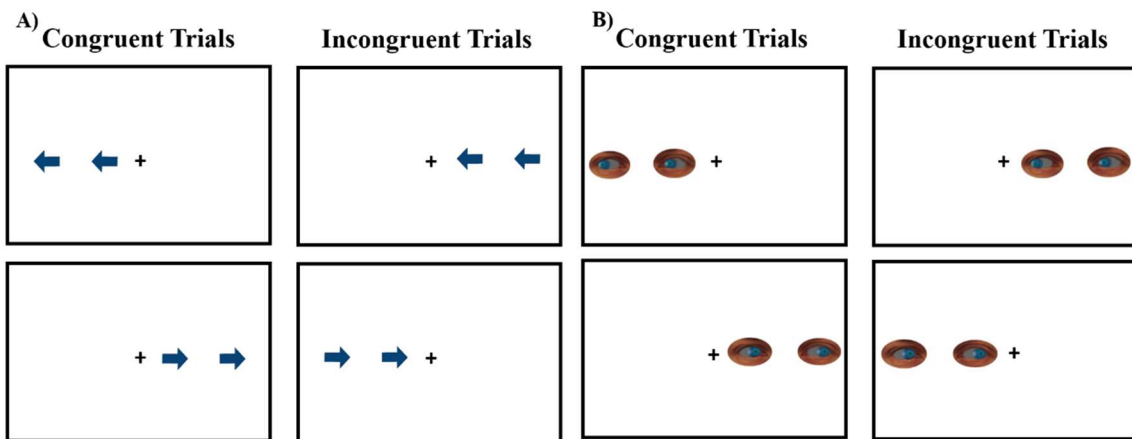 A)
Congruent Trials
Incongruent Trials
B)
Congruent Trials
Incongruent Trials
+
+
+
+
+
+
+
+